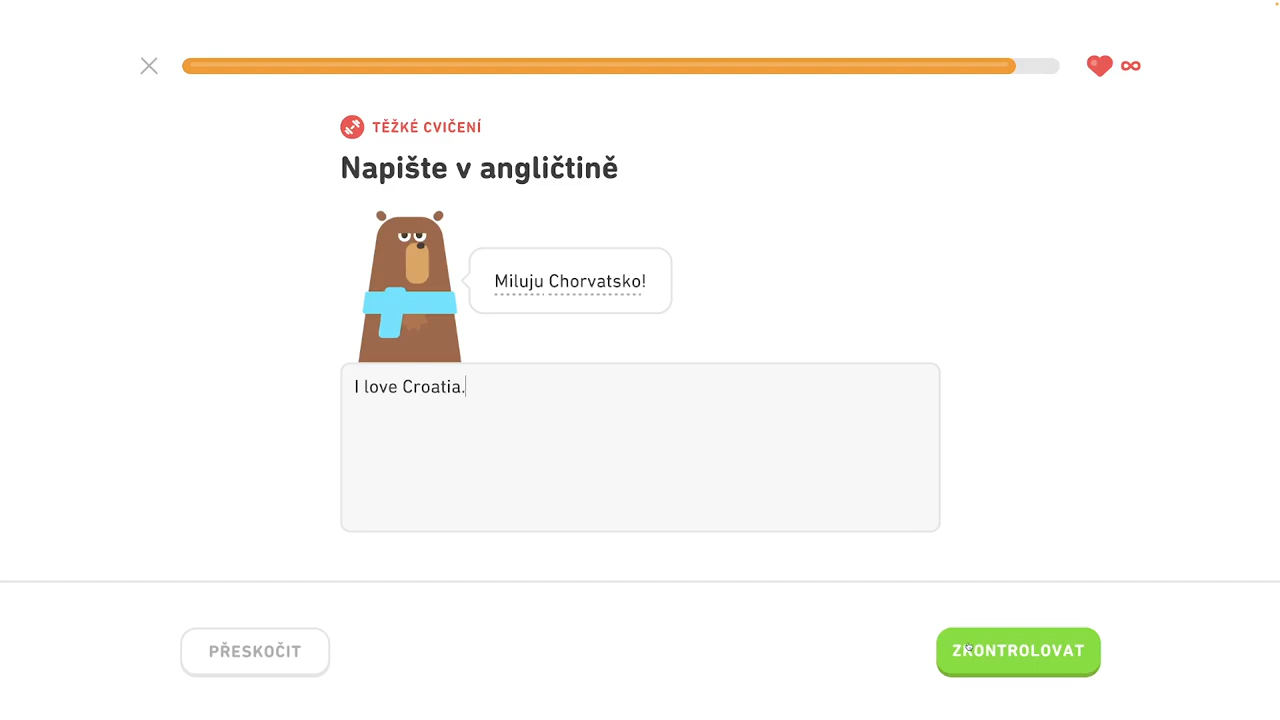 TĚŽKÉ CVIČENÍ
Napište v angličtině
Miluju Chorvatsko!
I love Croatia.
PŘESKOČIT
ZKONTROLOVAT